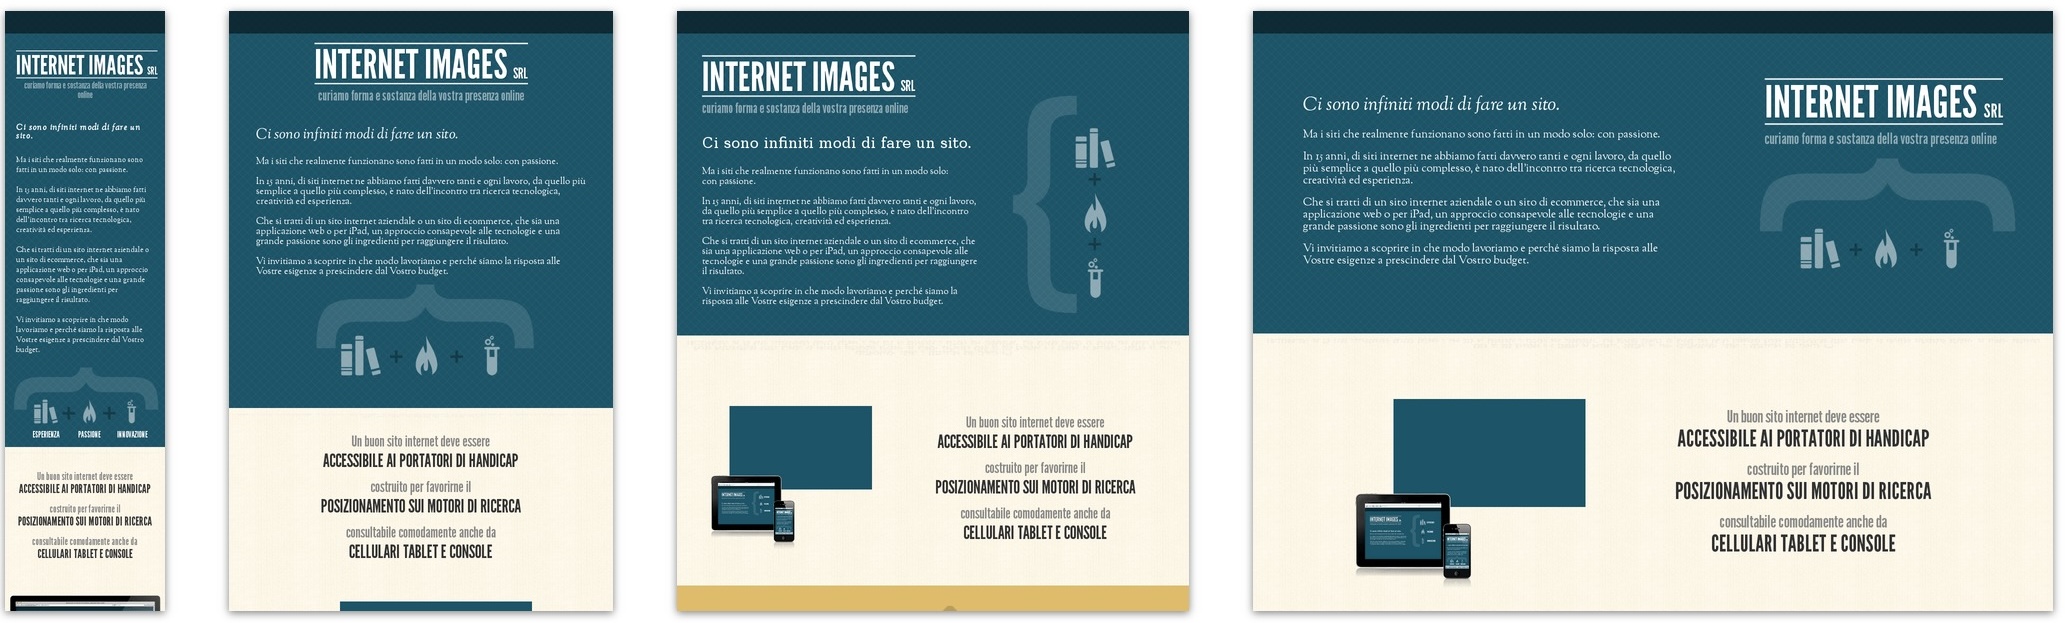 INTERNET IMAGES SRL
curiamo forma e sostanza della vostra presenza
online
Ci sono infiniti modi di fare un
sito.
Ma i siti che realmente funzionano sono
fatti in un modo solo: con passione.
In 13 anni, di siti internet ne abbiamo fatti
davvero tanti e ogni lavoro, da quello più
semplice a quello più complesso, è nato
dell'incontro tra ricerca tecnologica,
creatività ed esperienza.
Che si tratti di un sito internet aziendale o
un sito di ecommerce, che sia una
applicazione web o per iPad, un approccio
consapevole alle tecnologie e una grande
passione sono gli ingredienti per
raggiungere il risultato.
Vi invitiamo a scoprire in che modo
lavoriamo e perché siamo la risposta alle
Vostre esigenze a prescindere dal Vostro
budget.
ESPERIENZA PASSIONE INNOVAZIONE
Un buon sito internet deve essere
ACCESSIBILE AI PORTATORI DI HANDICAP
costruito per favorirne il
POSIZIONAMENTO SUI MOTORI DI RICERCA
consultabile comodamente anche da
CELLULARI TABLET E CONSOLE
INTERNET IMAGES SRL
curiamo forma e sostanza della vostra presenza online
Ci sono infiniti modi di fare un sito.
Ma i siti che realmente funzionano sono fatti in un modo solo: con passione.
In 13 anni, di siti internet ne abbiamo fatti davvero tanti e ogni lavoro, da quello più
semplice a quello più complesso, è nato dell'incontro tra ricerca tecnologica,
creatività ed esperienza.
Che si tratti di un sito internet aziendale o un sito di ecommerce, che sia una
applicazione web o per iPad, un approccio consapevole alle tecnologie e una
grande passione sono gli ingredienti per raggiungere il risultato.
Vi invitiamo a scoprire in che modo lavoriamo e perché siamo la risposta alle
Vostre esigenze a prescindere dal Vostro budget.
Un buon sito internet deve essere
ACCESSIBILE AI PORTATORI DI HANDICAP
costruito per favorirne il
POSIZIONAMENTO SUI MOTORI DI RICERCA
consultabile comodamente anche da
CELLULARI TABLET E CONSOLE
INTERNET IMAGES SRL
curiamo forma e sostanza della vostra presenza online
Ci sono infiniti modi di fare un sito.
Ma i siti che realmente funzionano sono fatti in un modo solo:
con passione.
In 13 anni, di siti internet ne abbiamo fatti davvero tanti e ogni lavoro,
da quello più semplice a quello più complesso, è nato dell'incontro
tra ricerca tecnologica, creatività ed esperienza.
Che si tratti di un sito internet aziendale o un sito di ecommerce, che
sia una applicazione web o per iPad, un approccio consapevole alle
tecnologie e una grande passione sono gli ingredienti per raggiungere
il risultato.
Vi invitiamo a scoprire in che modo lavoriamo e perché siamo la
risposta alle Vostre esigenze a prescindere dal Vostro budget.
Un buon sito internet deve essere
ACCESSIBILE AI PORTATORI DI HANDICAP
costruito per favorirne il
POSIZIONAMENTO SUI MOTORI DI RICERCA
consultabile comodamente anche da
CELLULARI TABLET E CONSOLE
INTERNET IMAGES SRL
curiamo forma e sostanza della vostra presenza online
Ci sono infiniti modi di fare un sito.
Ma i siti che realmente funzionano sono fatti in un modo solo: con passione.
In 13 anni, di siti internet ne abbiamo fatti davvero tanti e ogni lavoro, da quello
più semplice a quello più complesso, è nato dell'incontro tra ricerca tecnologica,
creatività ed esperienza.
Che si tratti di un sito internet aziendale o un sito di ecommerce, che sia una
applicazione web o per iPad, un approccio consapevole alle tecnologie e una
grande passione sono gli ingredienti per raggiungere il risultato.
Vi invitiamo a scoprire in che modo lavoriamo e perché siamo la risposta alle
Vostre esigenze a prescindere dal Vostro budget.
Un buon sito internet deve essere
ACCESSIBILE AI PORTATORI DI HANDICAP
costruito per favorirne il
POSIZIONAMENTO SUI MOTORI DI RICERCA
consultabile comodamente anche da
CELLULARI TABLET E CONSOLE